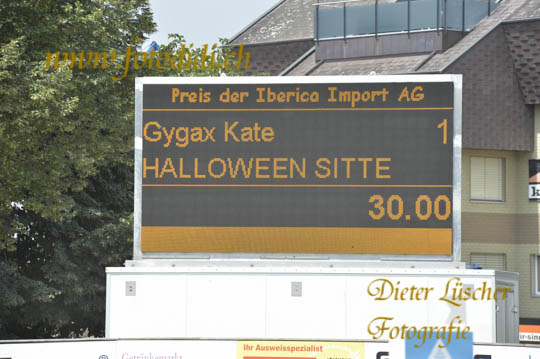 www.fotodidi.ch
Preis der Iberica Import AG
Gygax Kate 1
HALLOWEEN SITTE
30.00
Dieter Lüscher
Fotografie
Ihr Ausweisspezialist
Getränkemarkt